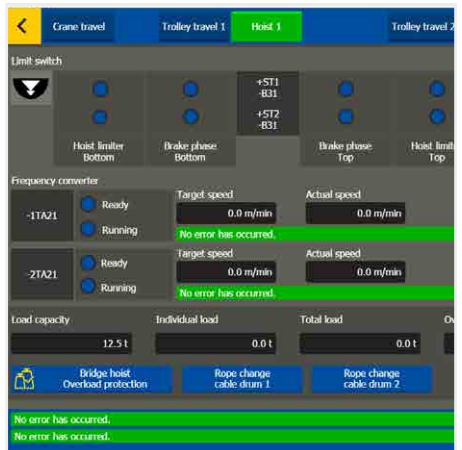 Crane travel
Trolley travel 1
Hoist 1
Trolley travel 2
Limit switch
+ST1
-B31
+ST2
-B31
Hoist limiter
Bottom
Brake phase
Bottom
Brake phase
Top
Hoist limit
Top
Frequency converter
-1TA21
Ready
Running
Target speed
0.0 m/min
Actual speed
0.0 m/min
No error has occurred.
-2TA21
Ready
Running
Target speed
0.0 m/min
Actual speed
0.0 m/min
No error has occurred.
Load capacity
Individual load
Total load
Ov
12.5 t
0.0 t
0.0 t
Bridge hoist
Overload protection
Rope change
cable drum 1
Rope change
cable drum 2
No error has occurred.
No error has occurred.